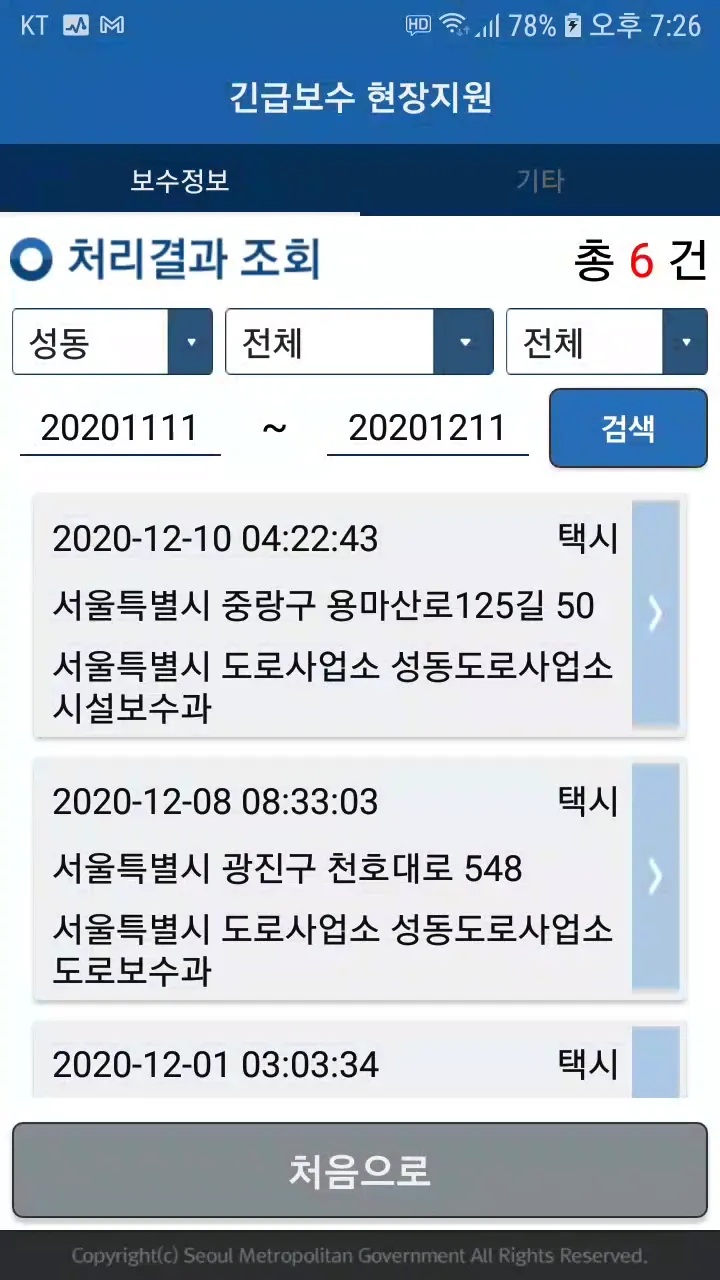 KT HD 78% 오후 7:26
긴급보수 현장지원
보수정보 기타
처리결과 조회 총 6 건
성동 전체 전체
20201111 ~ 20201211 검색
2020-12-10 04:22:43 택시
서울특별시 중랑구 용마산로125길 50
서울특별시 도로사업소 성동도로사업소
시설보수과
2020-12-08 08:33:03 택시
서울특별시 광진구 천호대로 548
서울특별시 도로사업소 성동도로사업소
도로보수과
2020-12-01 03:03:34 택시
처음으로
Copyright(c) Seoul Metropolitan Government All Rights Reserved.